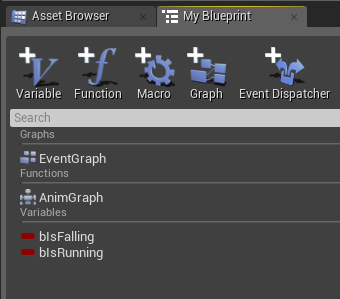 Asset Browser My Blueprint
Variable Function Macro Graph Event Dispatcher
Search
Graphs
EventGraph
Functions
AnimGraph
Variables
bIsFalling
bIsRunning